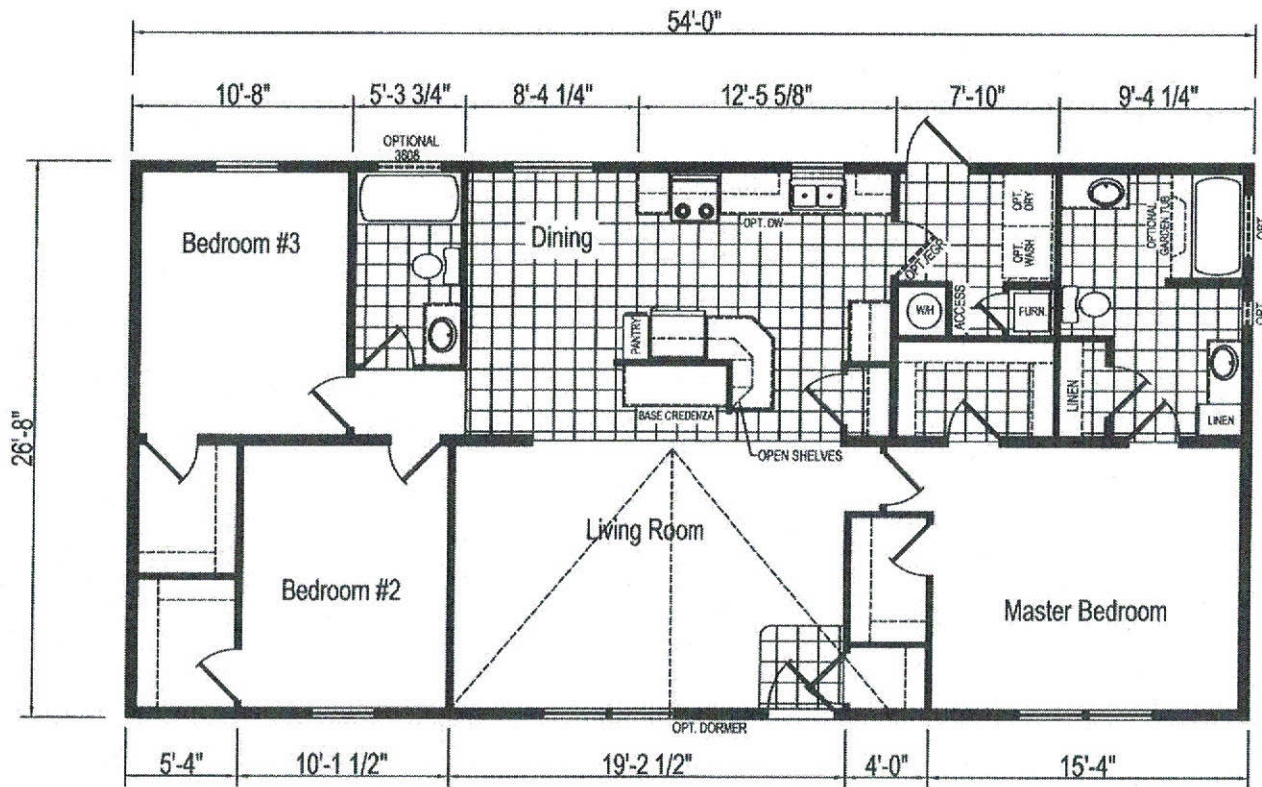 54'-0"
10'-8"
5'-3 3/4"
8'-4 1/4"
12'-5 5/8"
7'-10"
9'-4 1/4"
OPTIONAL
3608
26'-8"
Bedroom #3
Dining
OPT. DW
OPT. DRY
OPT. WASH
OPTIONAL
GARDEN TUB
OPT.
OPT.
W/H
ACCESS
FURN.
PANTRY
BASE CREDENZA
OPEN SHELVES
LINEN
LINEN
Living Room
Bedroom #2
Master Bedroom
OPT. DORMER
5'-4"
10'-1 1/2"
19'-2 1/2"
4'-0"
15'-4"